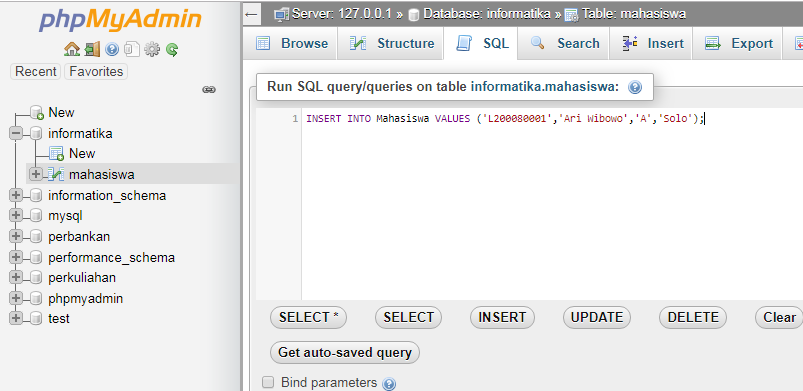 phpMyAdmin
Recent Favorites
New
informatika
New
mahasiswa
information_schema
mysql
perbankan
performance_schema
perkuliahan
phpmyadmin
test
Server: 127.0.0.1 » Database: informatika » Table: mahasiswa
Browse Structure SQL Search Insert Export
Run SQL query/queries on table informatika.mahasiswa:
1 INSERT INTO Mahasiswa VALUES ('L200080001','Ari Wibowo','A','Solo');
SELECT * SELECT INSERT UPDATE DELETE Clear
Get auto-saved query
Bind parameters